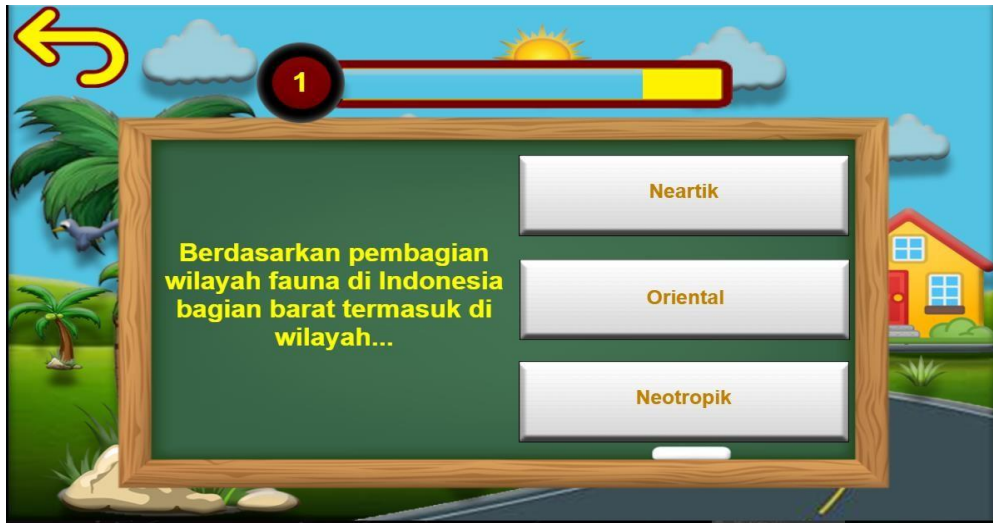 1
Berdasarkan pembagian
wilayah fauna di Indonesia
bagian barat termasuk di
wilayah...
Neartik
Oriental
Neotropik